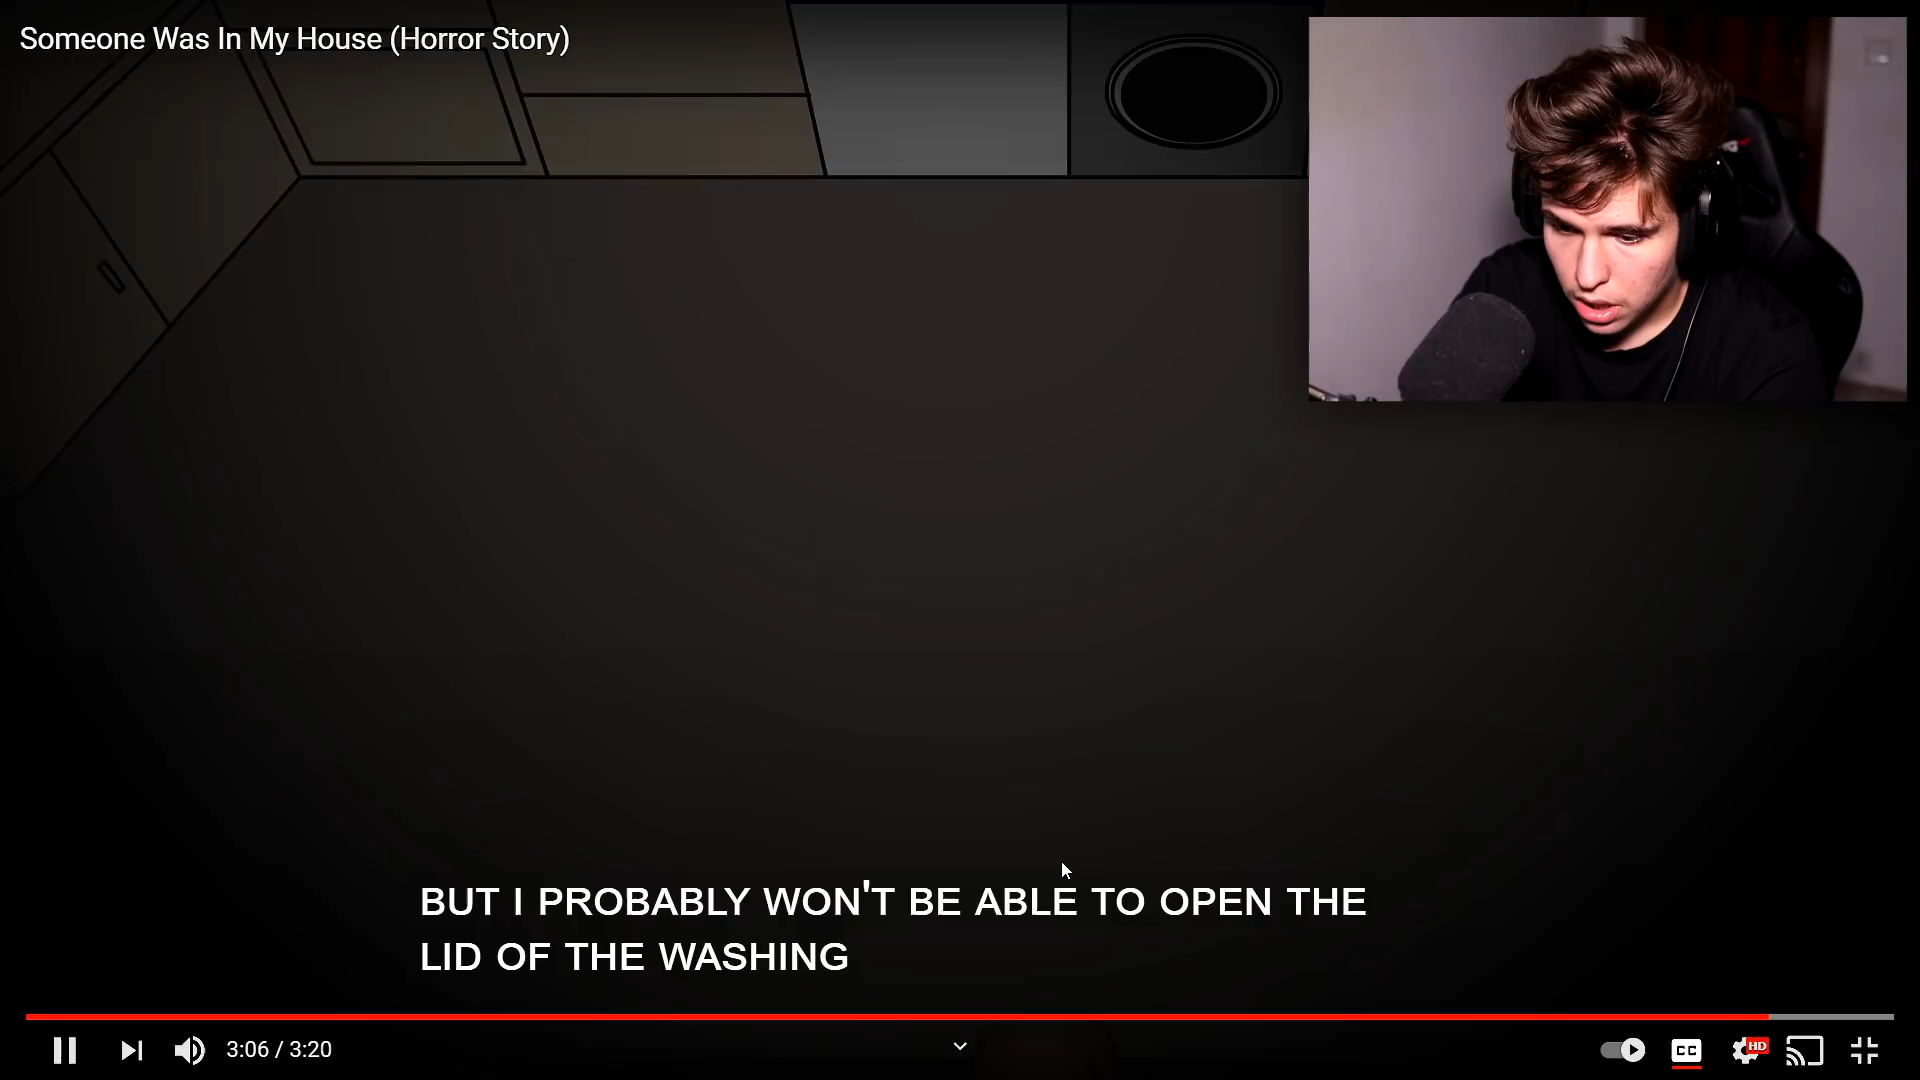 Someone Was In My House (Horror Story)
BUT I PROBABLY WON'T BE ABLE TO OPEN THE
LID OF THE WASHING
3:06 / 3:20
CC
HD